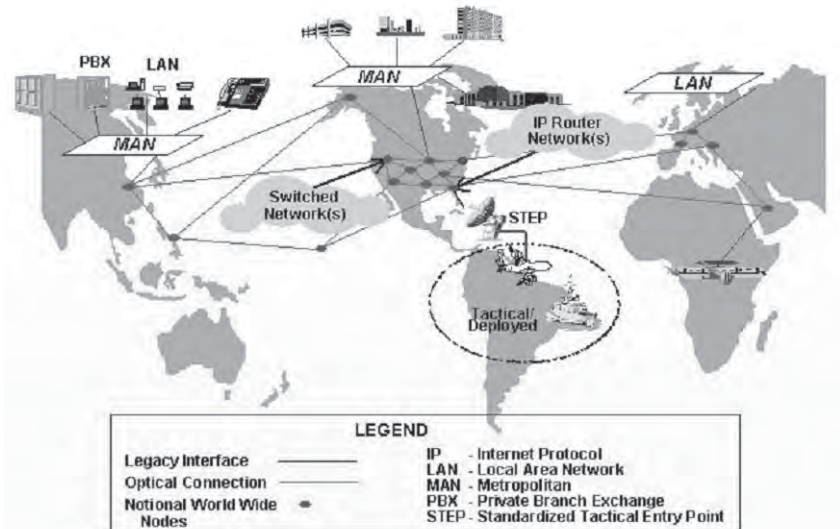 PBX
LAN
MAN
MAN
LAN
IP Router
Network(s)
Switched
Network(s)
STEP
Tactical/
Deployed
LEGEND
Legacy Interface
Optical Connection
Notional World Wide
Nodes
IP - Internet Protocol
LAN - Local Area Network
MAN - Metropolitan
PBX - Private Branch Exchange
STEP - Standardized Tactical Entry Point